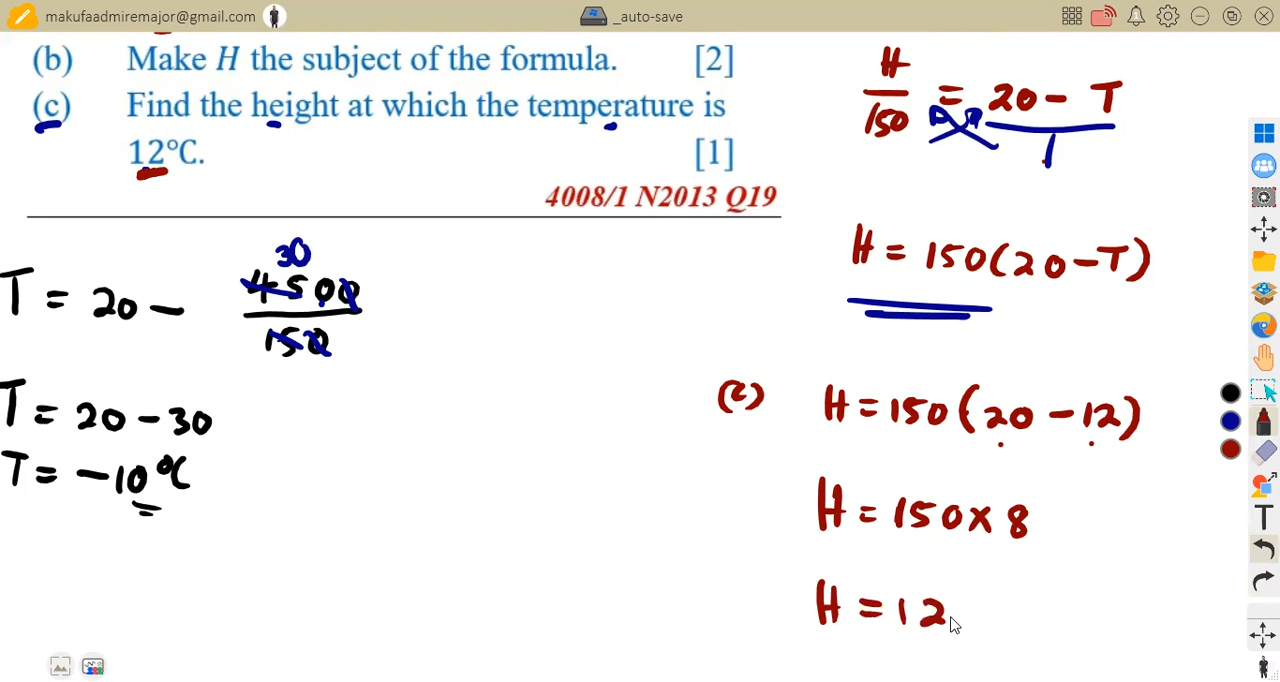 makufaadmiremajor@gmail.com
_auto-save
(b) Make H the subject of the formula. [2]
(c) Find the height at which the temperature is
12°C. [1]
4008/1 N2013 Q19
T = 20 - 4500/150
30
T = 20 - 30
T = -10°C
H/150 = 20 - T/1
H = 150(20 - T)
(c) H = 150(20 - 12)
H = 150 x 8
H = 12
T